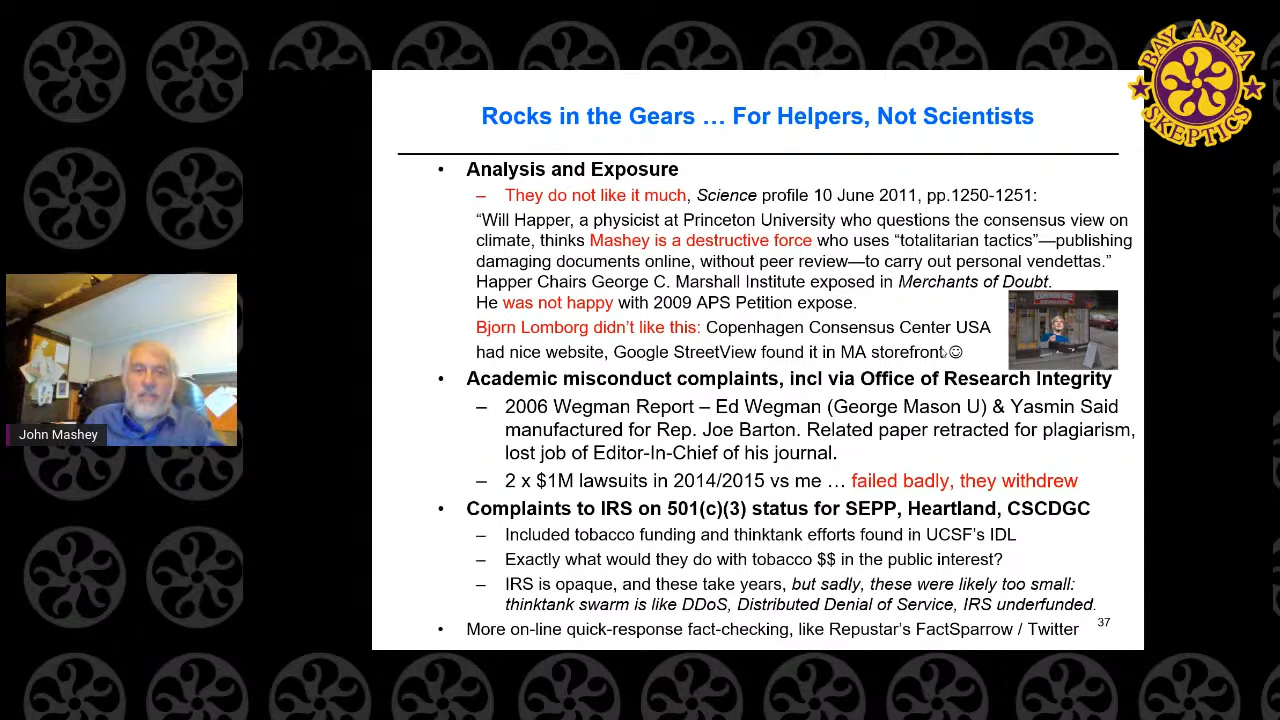 BAY AREA
SKEPTICS
Rocks in the Gears … For Helpers, Not Scientists
• Analysis and Exposure
– They do not like it much, Science profile 10 June 2011, pp.1250-1251:
“Will Happer, a physicist at Princeton University who questions the consensus view on
climate, thinks Mashey is a destructive force who uses “totalitarian tactics”—publishing
damaging documents online, without peer review—to carry out personal vendettas.”
Happer Chairs George C. Marshall Institute exposed in Merchants of Doubt.
He was not happy with 2009 APS Petition expose.
Bjorn Lomborg didn’t like this: Copenhagen Consensus Center USA
had nice website, Google StreetView found it in MA storefront☺
• Academic misconduct complaints, incl via Office of Research Integrity
– 2006 Wegman Report – Ed Wegman (George Mason U) & Yasmin Said
manufactured for Rep. Joe Barton. Related paper retracted for plagiarism,
lost job of Editor-In-Chief of his journal.
– 2 x $1M lawsuits in 2014/2015 vs me … failed badly, they withdrew
• Complaints to IRS on 501(c)(3) status for SEPP, Heartland, CSCDGC
– Included tobacco funding and thinktank efforts found in UCSF’s IDL
– Exactly what would they do with tobacco $$ in the public interest?
– IRS is opaque, and these take years, but sadly, these were likely too small:
thinktank swarm is like DDoS, Distributed Denial of Service, IRS underfunded.
• More on-line quick-response fact-checking, like Repustar’s FactSparrow / Twitter
37
John Mashey